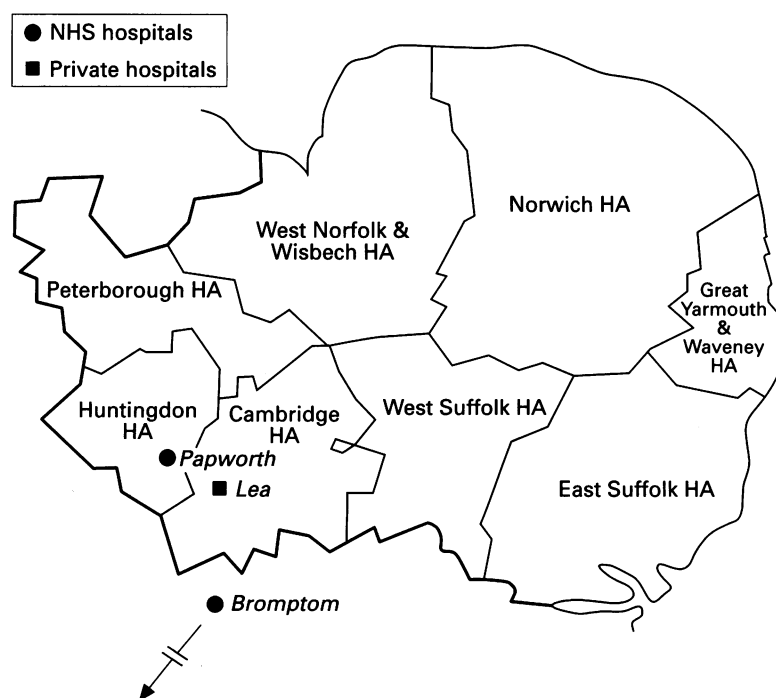 NHS hospitals
Private hospitals
Norwich HA
West Norfolk &
Wisbech HA
Peterborough HA
Great
Yarmouth
&
Waveney
HA
Huntingdon
HA
Cambridge
HA
West Suffolk HA
Papworth
Lea
East Suffolk HA
Bromptom